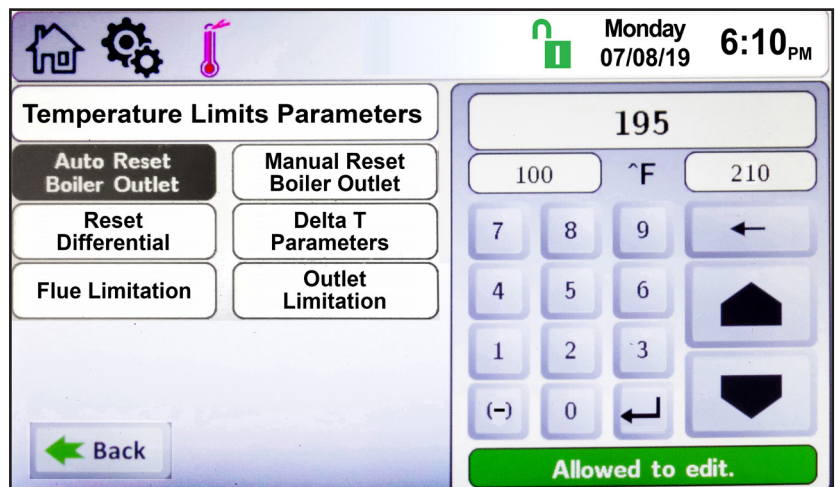 Monday
07/08/19
6:10PM
Temperature Limits Parameters
Auto Reset
Boiler Outlet
Manual Reset
Boiler Outlet
Reset
Differential
Delta T
Parameters
Flue Limitation
Outlet
Limitation
Back
195
100 ^F 210
7 8 9
4 5 6
1 2 3
(-) 0
Allowed to edit.